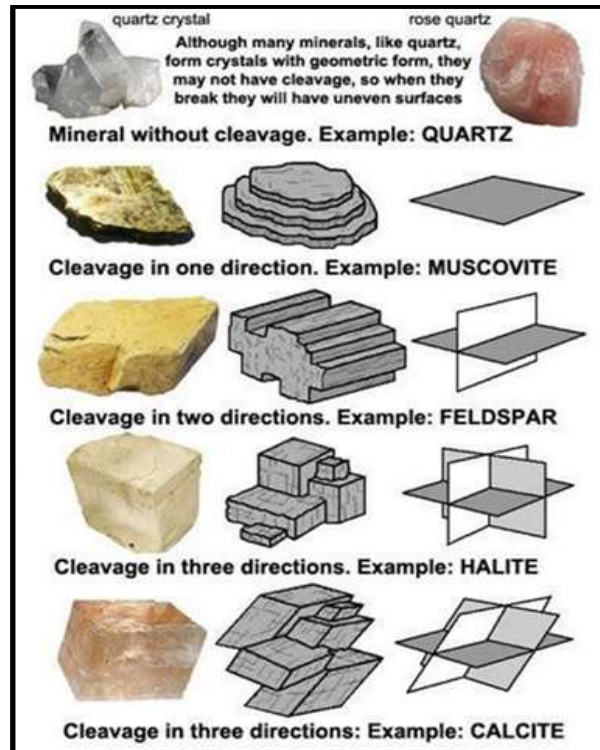 quartz crystal
rose quartz
Although many minerals, like quartz,
form crystals with geometric form, they
may not have cleavage, so when they
break they will have uneven surfaces
Mineral without cleavage. Example: QUARTZ
Cleavage in one direction. Example: MUSCOVITE
Cleavage in two directions. Example: FELDSPAR
Cleavage in three directions. Example: HALITE
Cleavage in three directions: Example: CALCITE